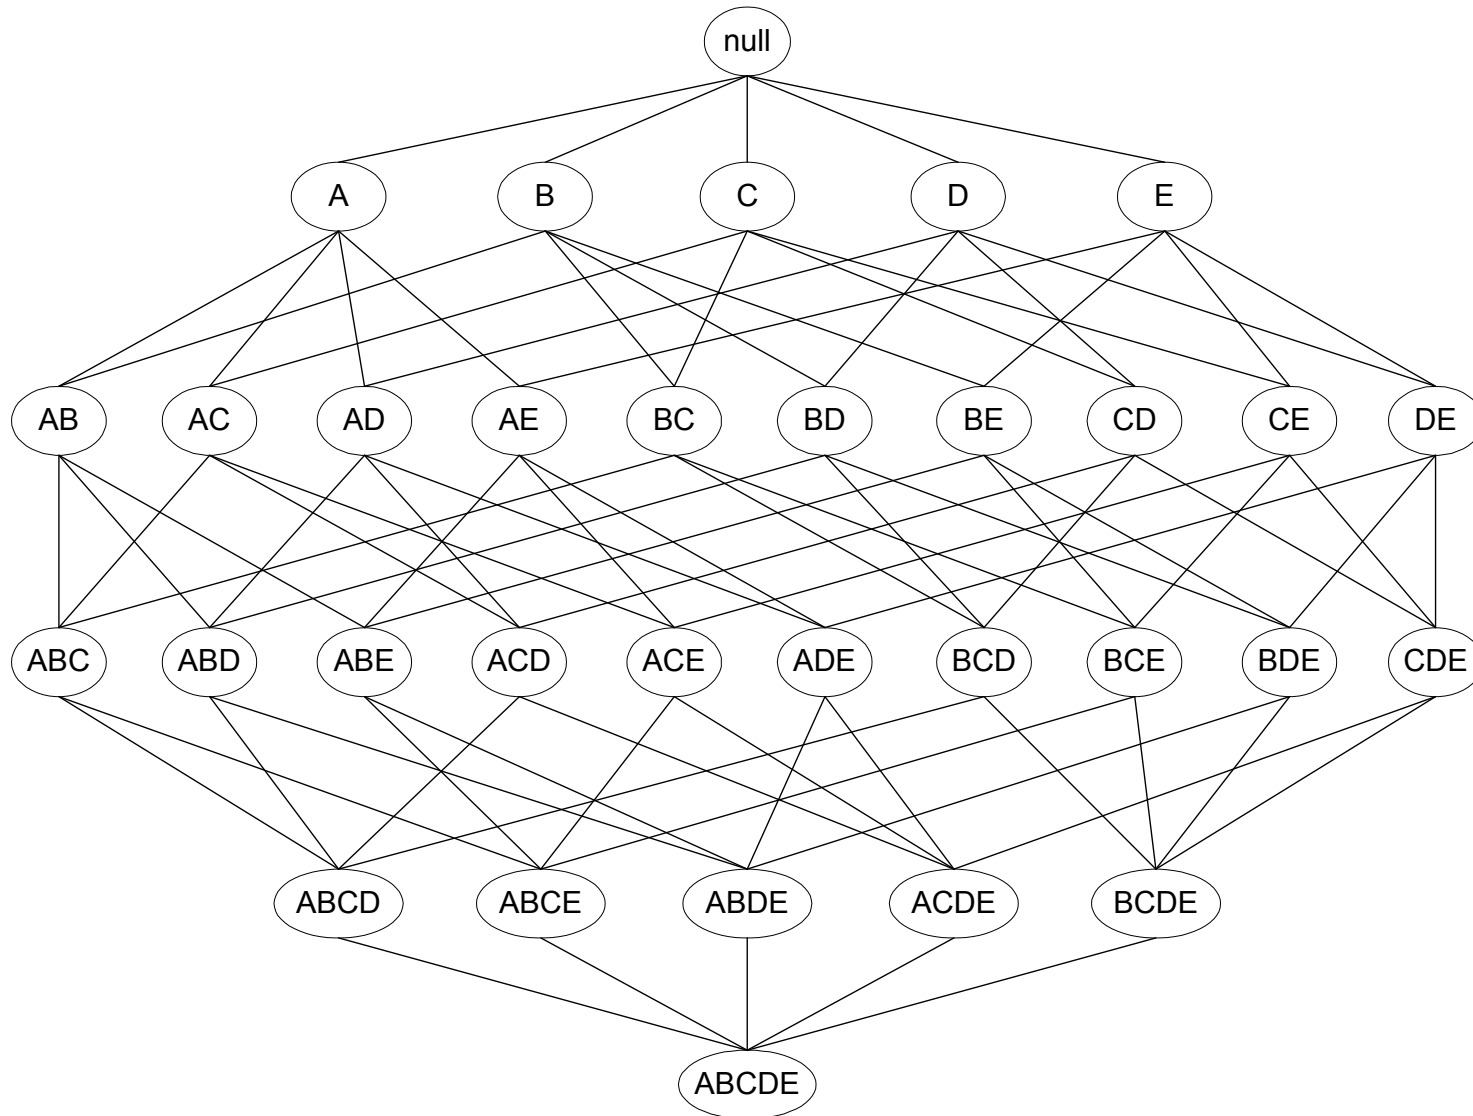 null
A B C D E
AB AC AD AE BC BD BE CD CE DE
ABC ABD ABE ACD ACE ADE BCD BCE BDE CDE
ABCD ABCE ABDE ACDE BCDE
ABCDE